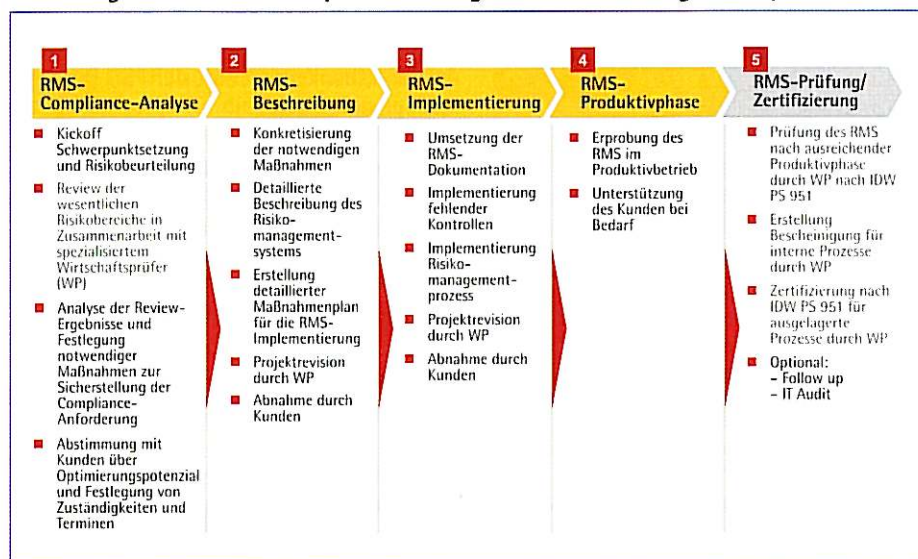 1
RMS-
Compliance-Analyse
Kickoff
Schwerpunktsetzung
und Risikobeurteilung
Review der
wesentlichen
Risikobereiche in
Zusammenarbeit mit
spezialisiertem
Wirtschaftsprüfer
(WP)
Analyse der Review-
Ergebnisse und
Festlegung
notwendiger
Maßnahmen zur
Sicherstellung der
Compliance-
Anforderung
Abstimmung mit
Kunden über
Optimierungspotenzial
und Festlegung von
Zuständigkeiten und
Terminen
2
RMS-
Beschreibung
Konkretisierung
der notwendigen
Maßnahmen
Detaillierte
Beschreibung des
Risiko-
management-
systems
Erstellung
detaillierter
Maßnahmenplan
für die RMS-
Implementierung
Projektrevision
durch WP
Abnahme durch
Kunden
3
RMS-
Implementierung
Umsetzung der
RMS-
Dokumentation
Implementierung
fehlender
Kontrollen
Implementierung
Risiko-
management-
prozess
Projektrevision
durch WP
Abnahme durch
Kunden
4
RMS-
Produktivphase
Erprobung des
RMS im
Produktivbetrieb
Unterstützung
des Kunden bei
Bedarf
5
RMS-Prüfung/
Zertifizierung
Prüfung des RMS
nach ausreichender
Produktivphase
durch WP nach IDW
PS 951
Erstellung
Bescheinigung für
interne Prozesse
durch WP
Zertifizierung nach
IDW PS 951 für
ausgelagerte
Prozesse durch WP
Optional:
– Follow up
– IT Audit